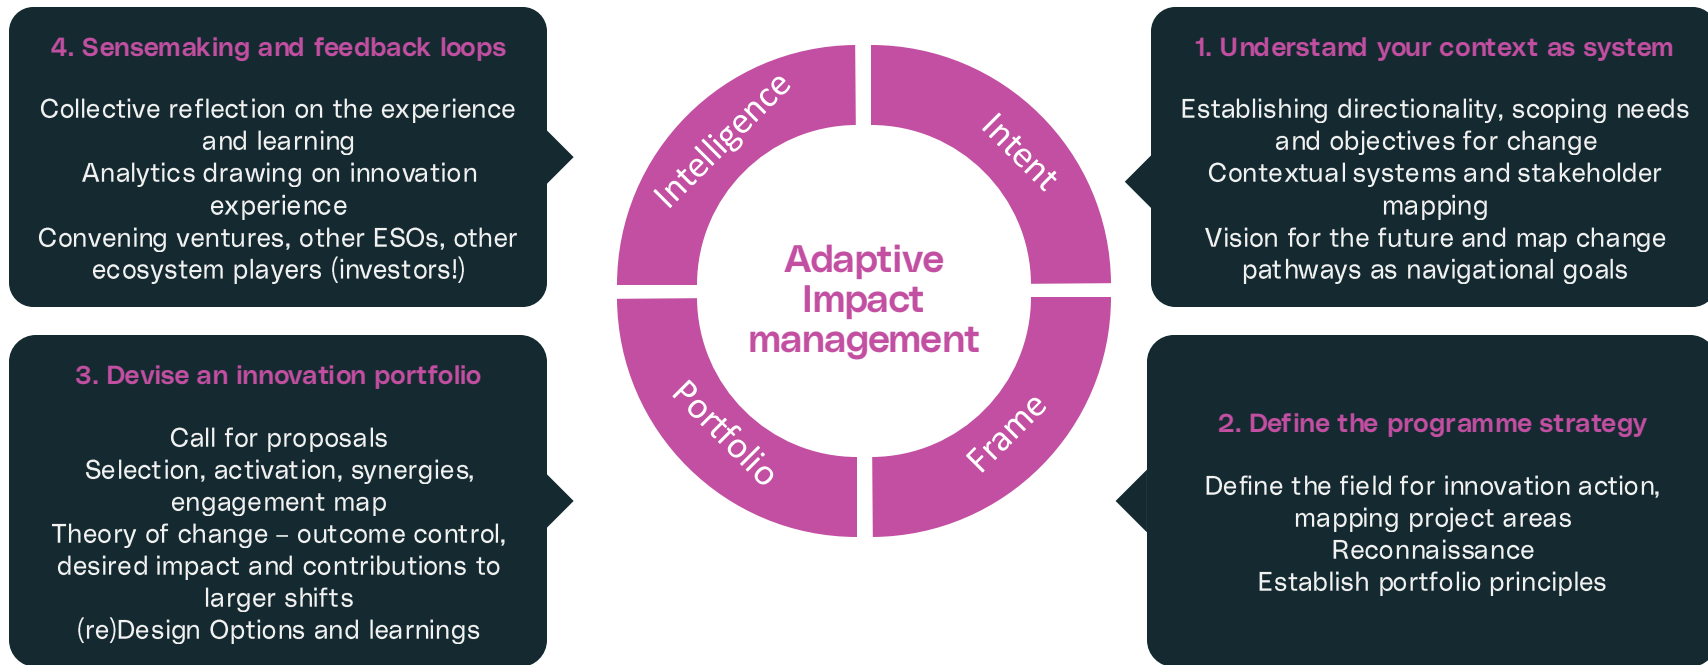 4. Sensemaking and feedback loops
Collective reflection on the experience
and learning
Analytics drawing on innovation
experience
Convening ventures, other ESOs, other
ecosystem players (investors!)
1. Understand your context as system
Establishing directionality, scoping needs
and objectives for change
Contextual systems and stakeholder
mapping
Vision for the future and map change
pathways as navigational goals
Intelligence
Intent
Adaptive
Impact
management
Portfolio
Frame
3. Devise an innovation portfolio
Call for proposals
Selection, activation, synergies,
engagement map
Theory of change – outcome control,
desired impact and contributions to
larger shifts
(re)Design Options and learnings
2. Define the programme strategy
Define the field for innovation action,
mapping project areas
Reconnaissance
Establish portfolio principles